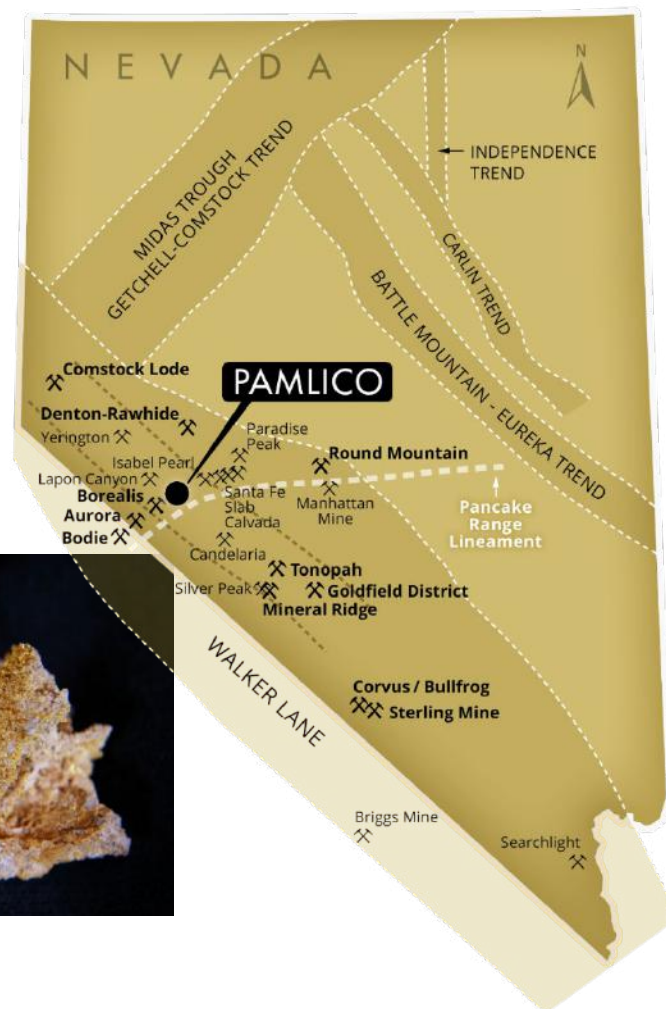 NEVADA
N
INDEPENDENCE
TREND
MIDAS TROUGH
GETCHELL-COMSTOCK TREND
CARLIN TREND
BATTLE MOUNTAIN - EUREKA TREND
Comstock Lode
PAMLICO
Denton-Rawhide
Yerington
Paradise
Peak
Isabel Pearl
Round Mountain
Lapon Canyon
Borealis
Santa Fe
Slab
Calvada
Manhattan
Mine
Aurora
Bodie
Pancake
Range
Lineament
Candelaria
Tonopah
Silver Peak
Goldfield District
Mineral Ridge
WALKER LANE
Corvus / Bullfrog
Sterling Mine
Briggs Mine
Searchlight